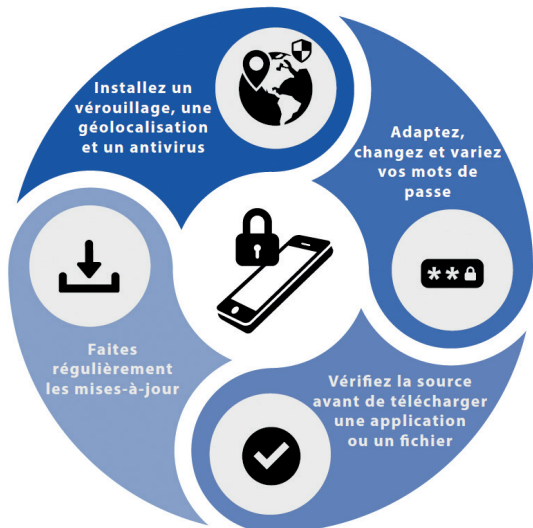 Installez un
vérouillage, une
géolocalisation
et un antivirus
Adaptez,
changez et variez
vos mots de
passe
**
Vérifiez la source
avant de télécharger
une application
ou un fichier
Faites
régulièrement
les mises-à-jour